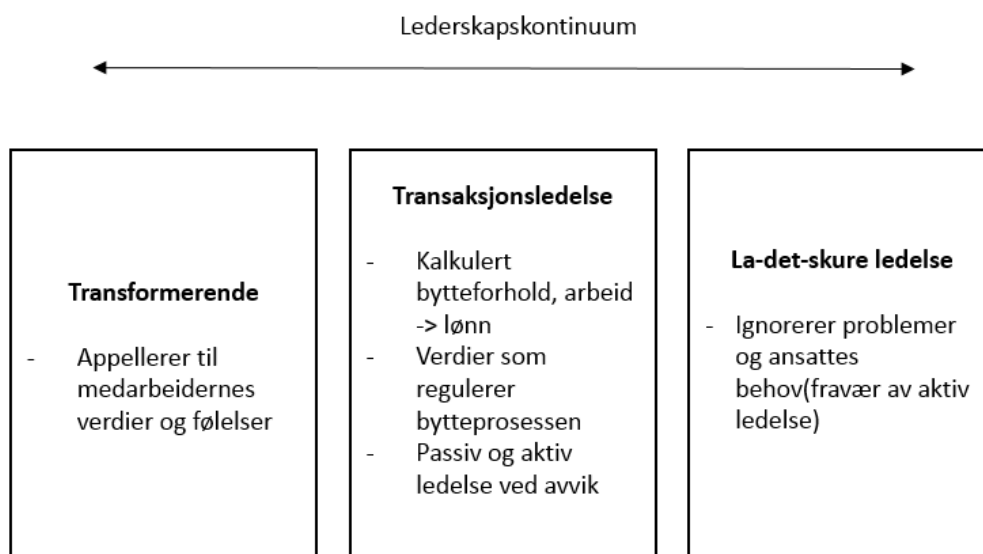 Lederskapskontinuum
Transformerende
- Appellerer til
medarbeidernes
verdier og følelser
Transaksjonsledelse
- Kalkulert
bytteforhold, arbeid
-> lønn
- Verdier som
regulerer
bytteprosessen
- Passiv og aktiv
ledelse ved avvik
La-det-skure ledelse
- Ignorerer problemer
og ansattes
behov(fravær av aktiv
ledelse)